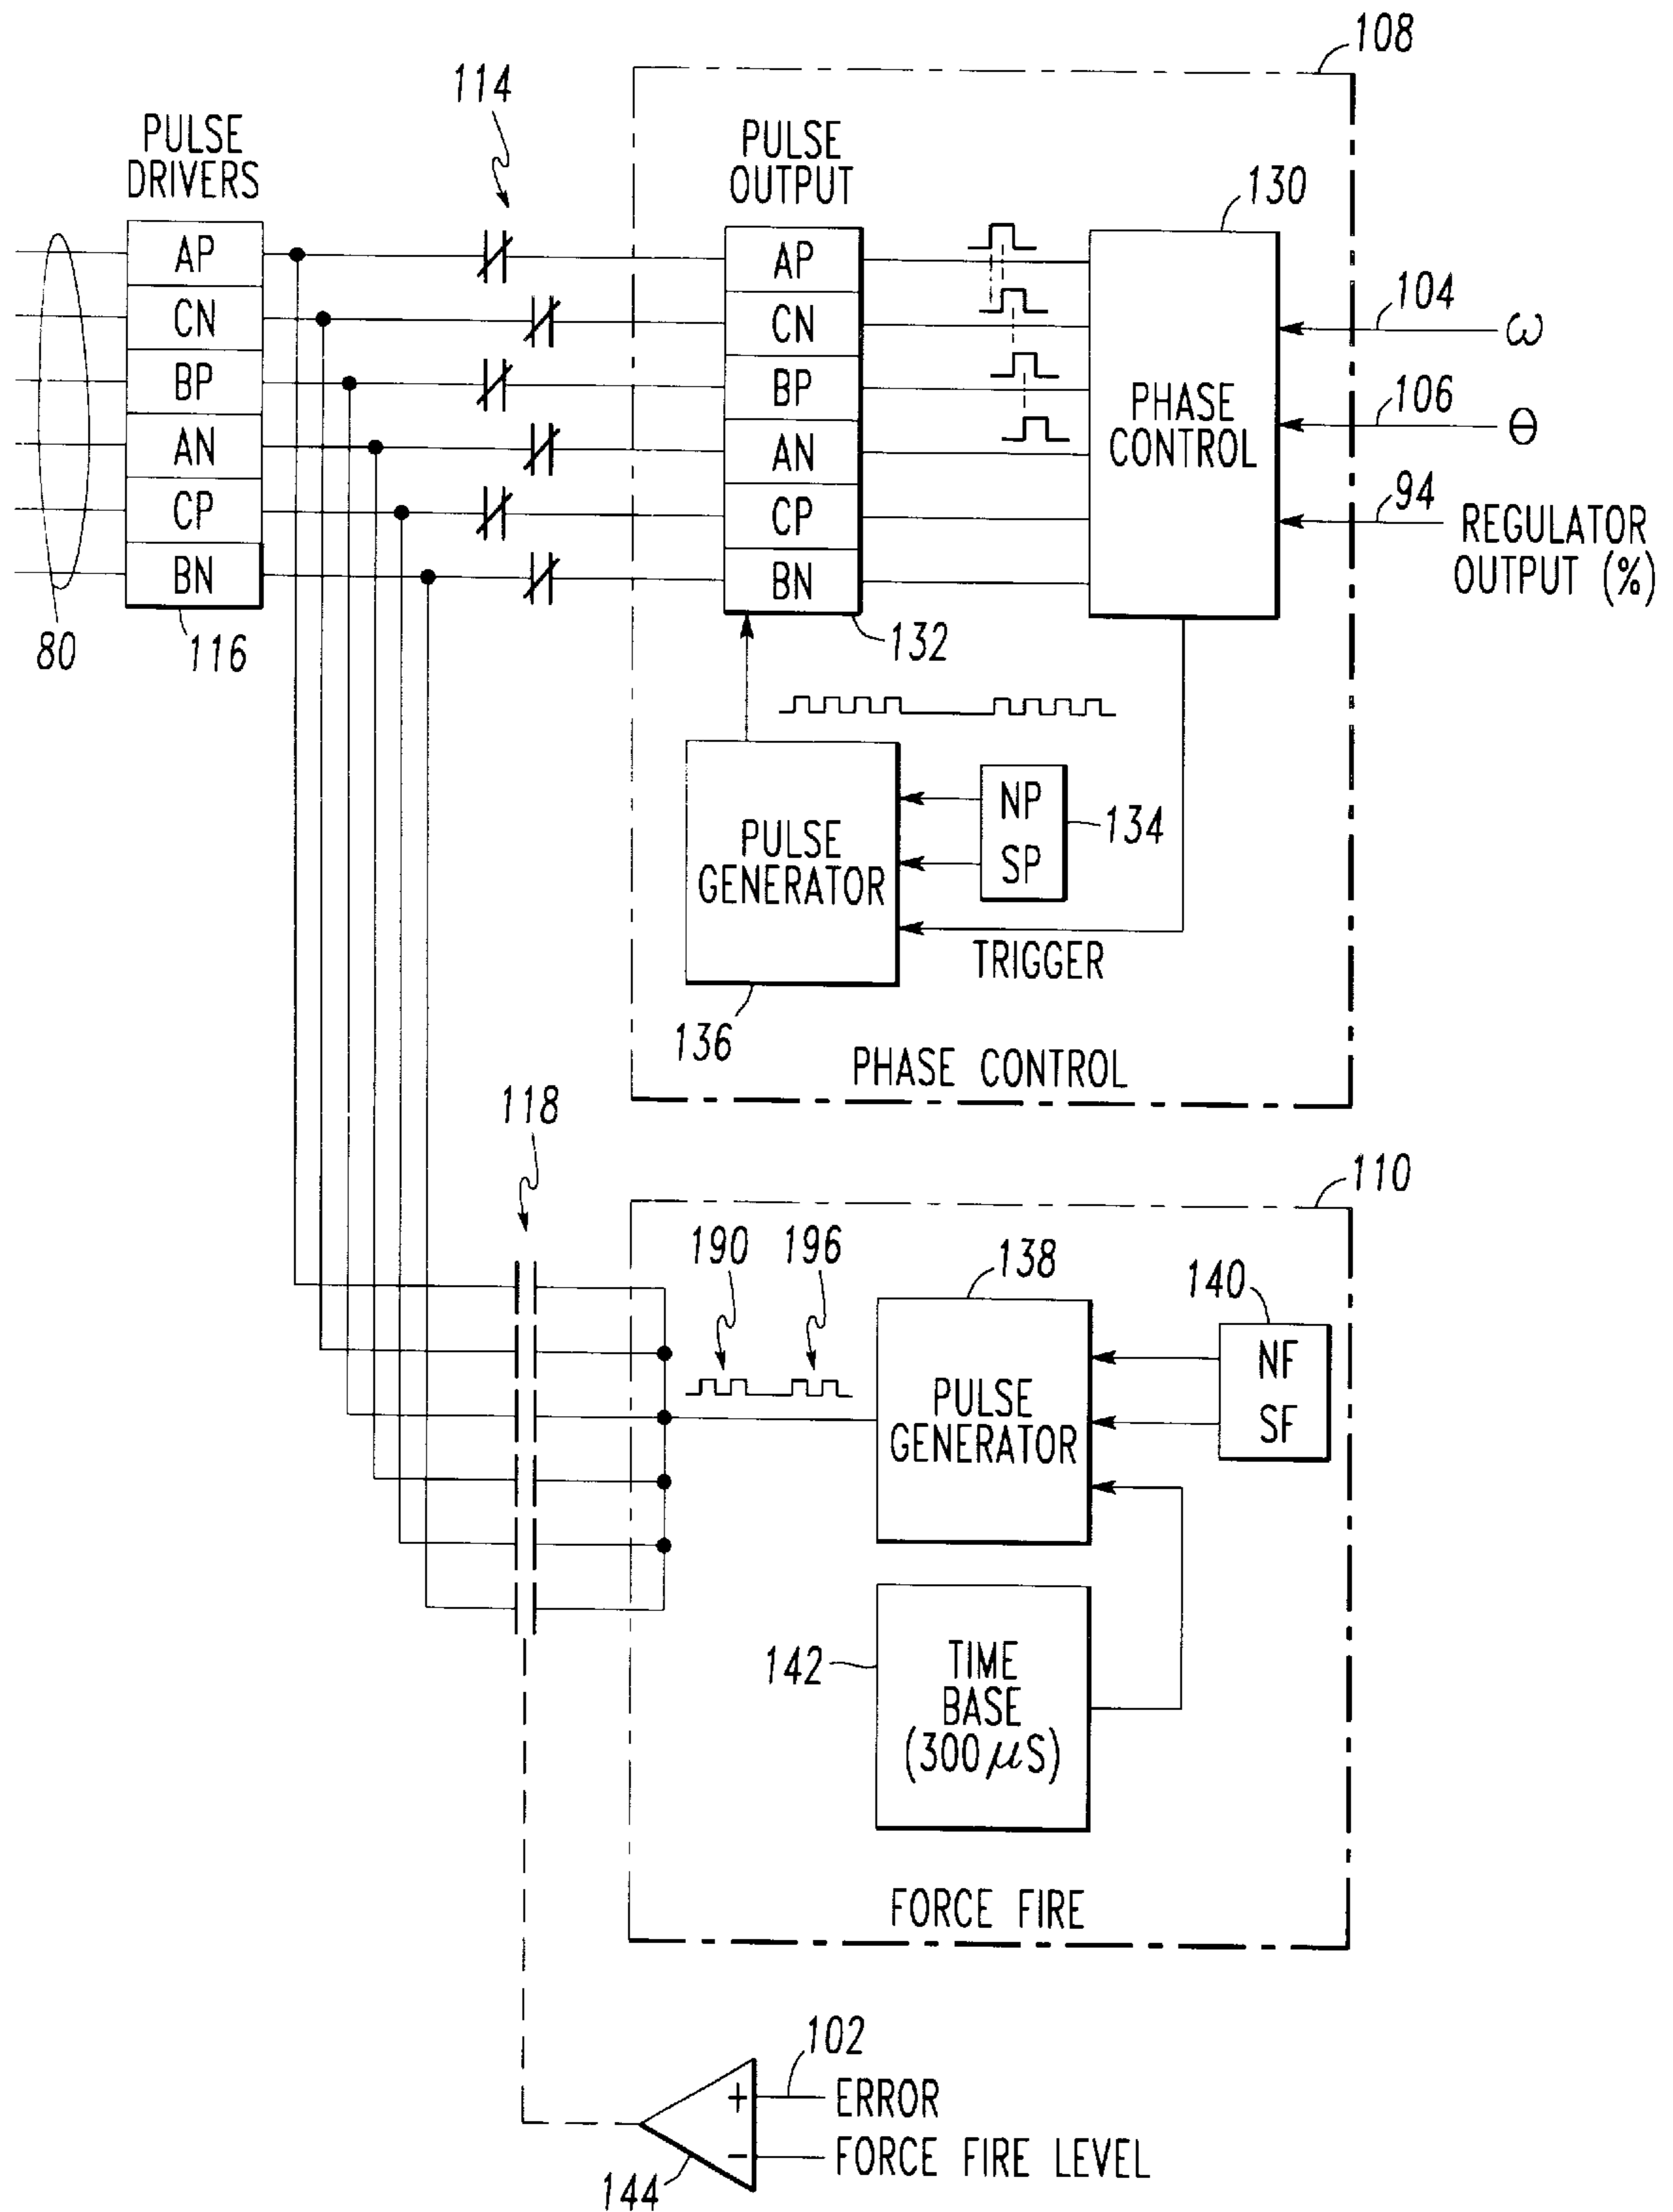 108
114
PULSE
DRIVERS
PULSE
OUTPUT
130
AP
CN
BP
AN
CP
BN
AP
CN
BP
AN
CP
BN
PHASE
CONTROL
104
ω
106
θ
94
REGULATOR
OUTPUT (%)
80
116
132
PULSE
GENERATOR
NP
SP
134
TRIGGER
136
PHASE CONTROL
118
110
190
196
138
140
PULSE
GENERATOR
NF
SF
142
TIME
BASE
(300 μS)
FORCE FIRE
102
+
ERROR
−
FORCE FIRE LEVEL
144